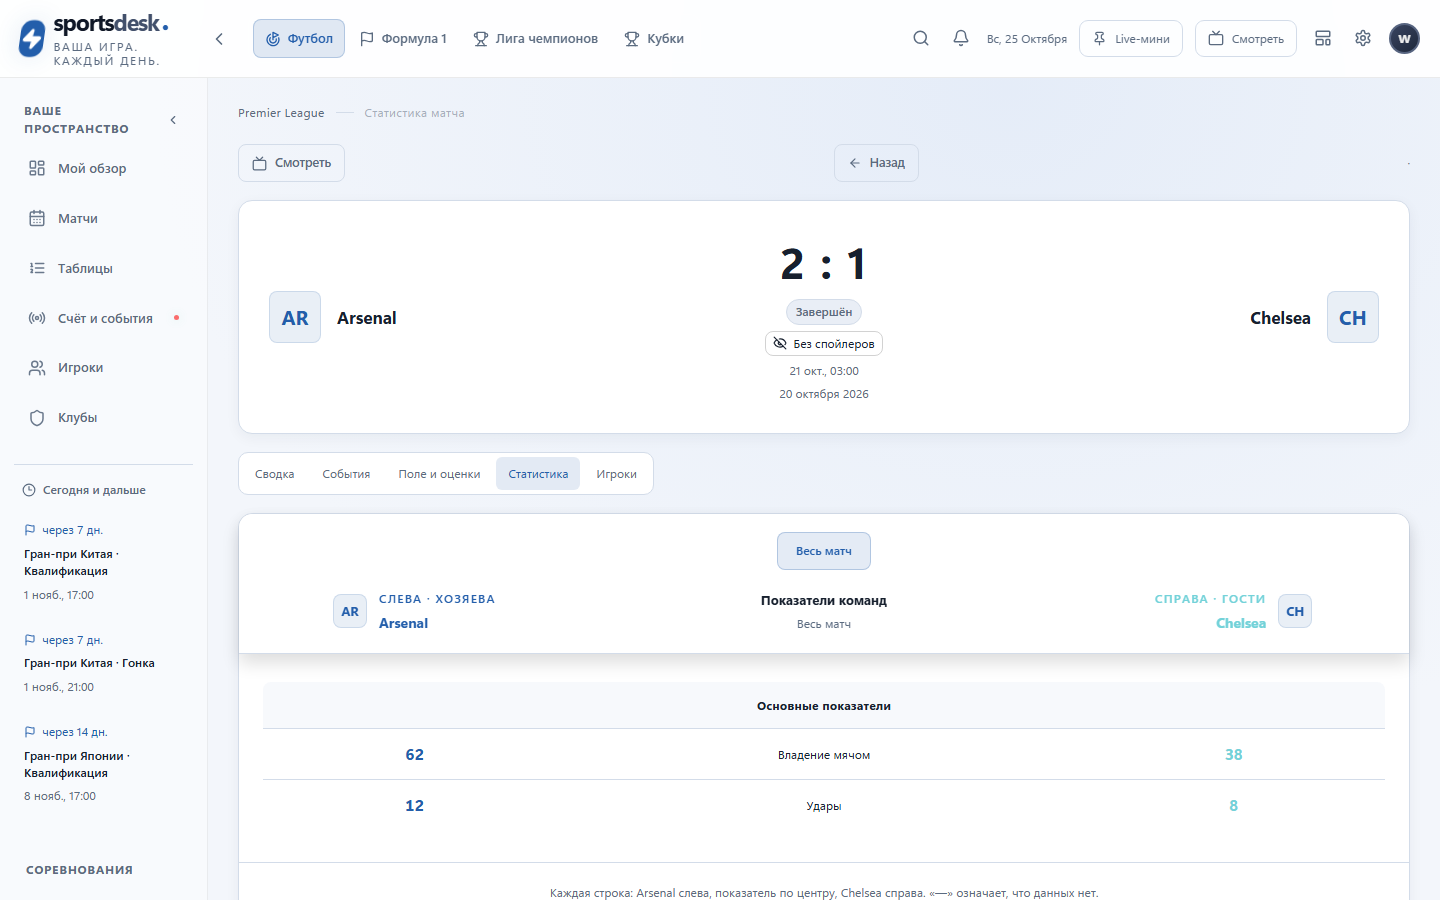 sportsdesk.
ВАША ИГРА.
КАЖДЫЙ ДЕНЬ.
Футбол
Формула 1
Лига чемпионов
Кубки
Вс, 25 Октября
Live-мини
Смотреть
W
ВАШЕ
ПРОСТРАНСТВО
Мой обзор
Матчи
Таблицы
Счёт и события
Игроки
Клубы
Сегодня и дальше
через 7 дн.
Гран-при Китая ·
Квалификация
1 нояб., 17:00
через 7 дн.
Гран-при Китая · Гонка
1 нояб., 21:00
через 14 дн.
Гран-при Японии ·
Квалификация
8 нояб., 17:00
СОРЕВНОВАНИЯ
Premier League — Статистика матча
Смотреть
Назад
·
2 : 1
AR
Arsenal
Завершён
Chelsea
CH
Без спойлеров
21 окт., 03:00
20 октября 2026
Сводка
События
Поле и оценки
Статистика
Игроки
Весь матч
AR
СЛЕВА · ХОЗЯЕВА
Arsenal
Показатели команд
Весь матч
СПРАВА · ГОСТИ
Chelsea
CH
Основные показатели
62 Владение мячом 38
12 Удары 8
Каждая строка: Arsenal слева, показатель по центру, Chelsea справа. «—» означает, что данных нет.